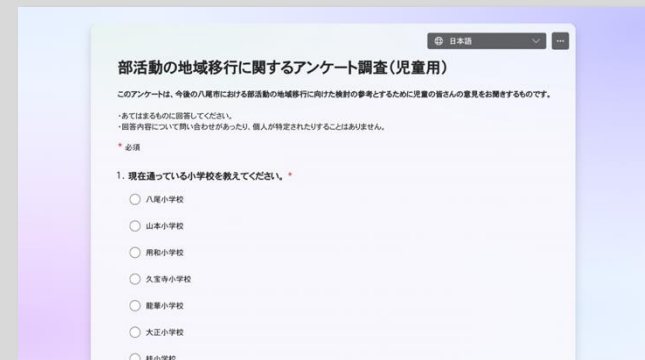 日本語
部活動の地域移行に関するアンケート調査(児童用)
このアンケートは、今後の八尾市における部活動の地域移行に向けた検討の参考とするために児童の皆さんの意見をお聞きするものです。
・あてはまるものに回答してください。
・回答内容について問い合わせがあったり、個人が特定されたりすることはありません。
* 必須
1. 現在通っている小学校を教えてください。 *
八尾小学校
山本小学校
用和小学校
久宝寺小学校
龍華小学校
大正小学校